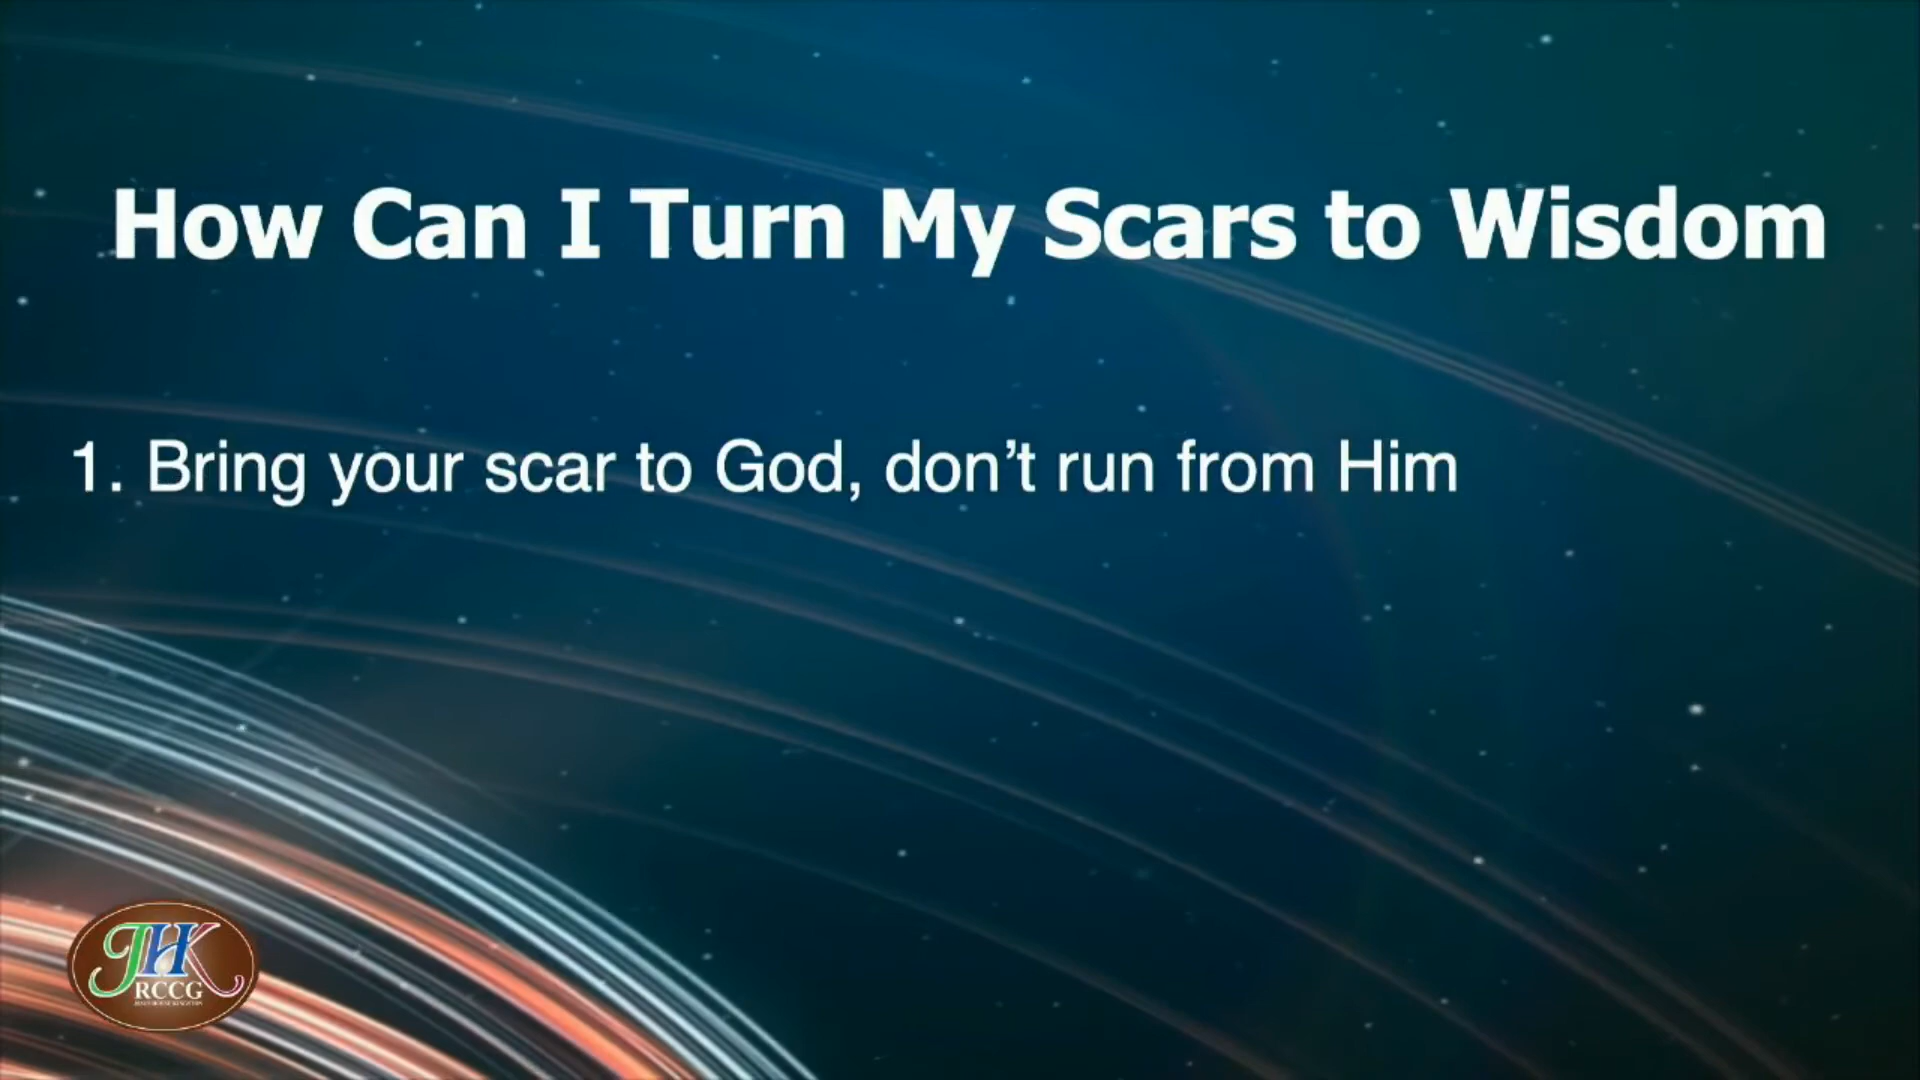 How Can I Turn My Scars to Wisdom
1. Bring your scar to God, don't run from Him
JHK
RCCG